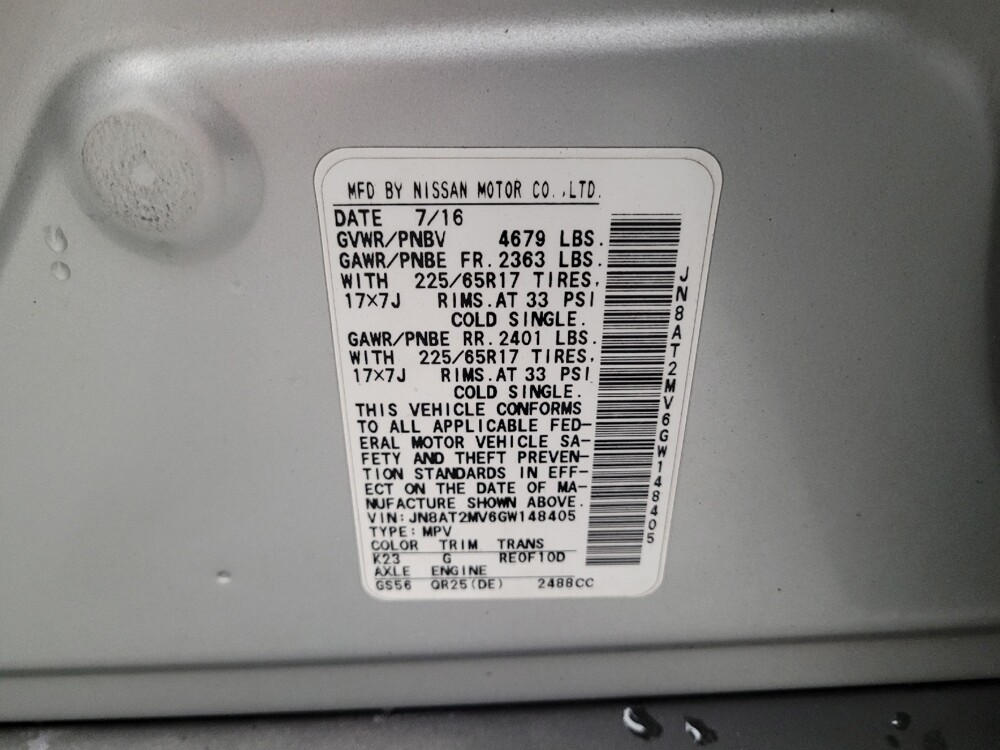 MFD BY NISSAN MOTOR CO.,LTD.
DATE 7/16
GVWR/PNBV 4679 LBS.
GAWR/PNBE FR. 2363 LBS.
WITH 225/65R17 TIRES,
17×7J RIMS.AT 33 PSI
COLD SINGLE.
GAWR/PNBE RR. 2401 LBS.
WITH 225/65R17 TIRES,
17×7J RIMS.AT 33 PSI
COLD SINGLE.
THIS VEHICLE CONFORMS
TO ALL APPLICABLE FED-
ERAL MOTOR VEHICLE SA-
FETY AND THEFT PREVEN-
TION STANDARDS IN EFF-
ECT ON THE DATE OF MA-
NUFACTURE SHOWN ABOVE.
VIN: JN8AT2MV6GW148405
TYPE: MPV
COLOR TRIM TRANS
K23 G RE0F10D
AXLE ENGINE
GS56 QR25(DE) 2488CC
JN8AT2MV6GW148405